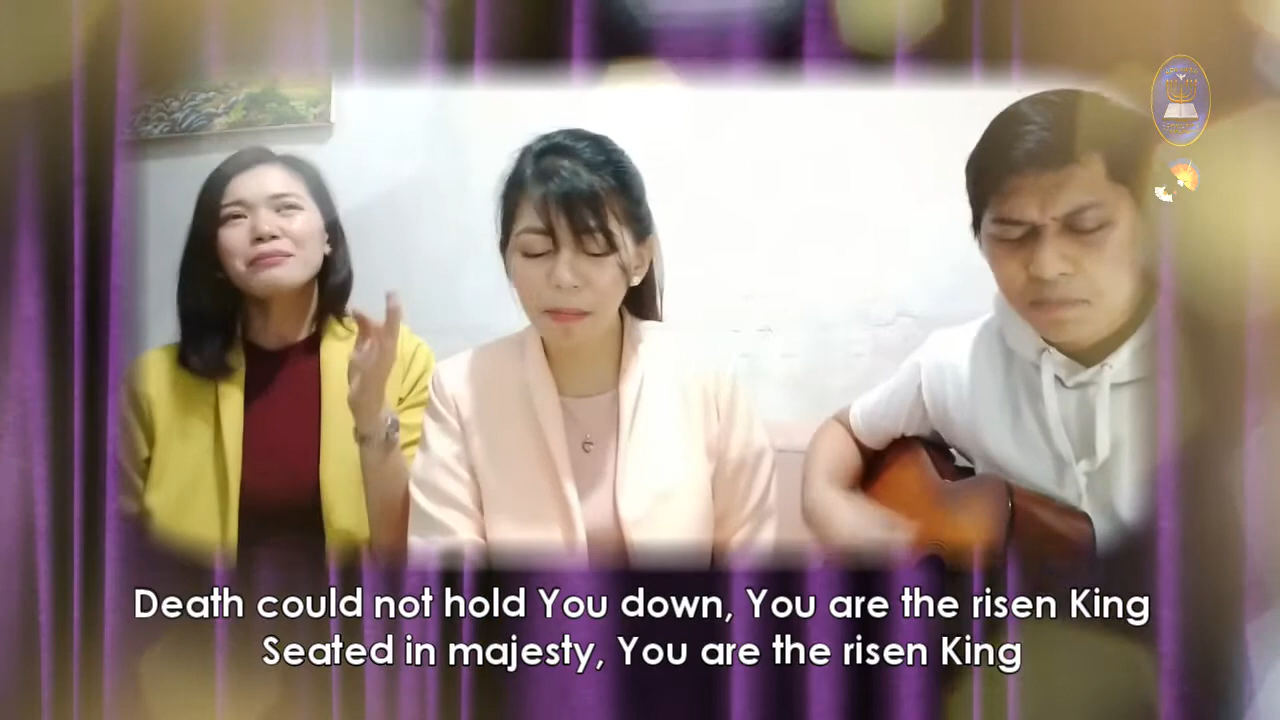 Death could not hold You down, You are the risen King
Seated in majesty, You are the risen King